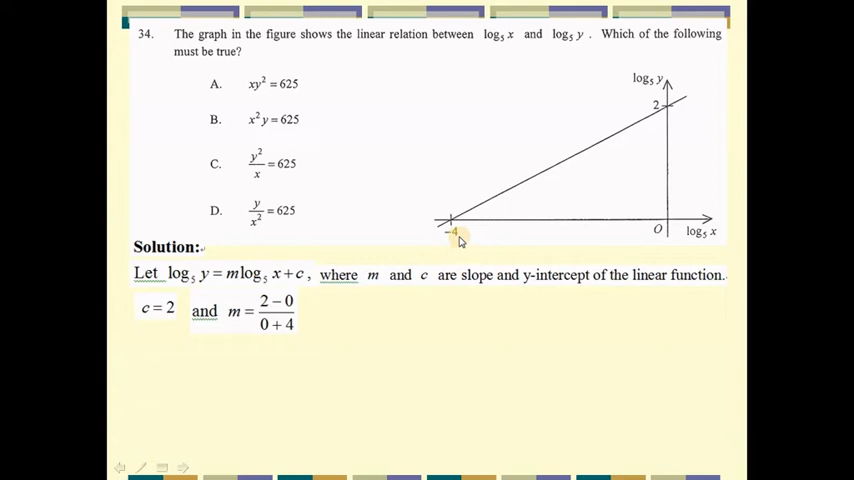 34. The graph in the figure shows the linear relation between log₅ x and log₅ y . Which of the following
must be true?
A. xy² = 625
B. x²y = 625
C. y²/x = 625
D. y/x² = 625
log₅ y
2
−4
O
log₅ x
Solution:
Let log₅ y = m log₅ x + c , where m and c are slope and y-intercept of the linear function.
c = 2 and m = (2 − 0)/(0 + 4)